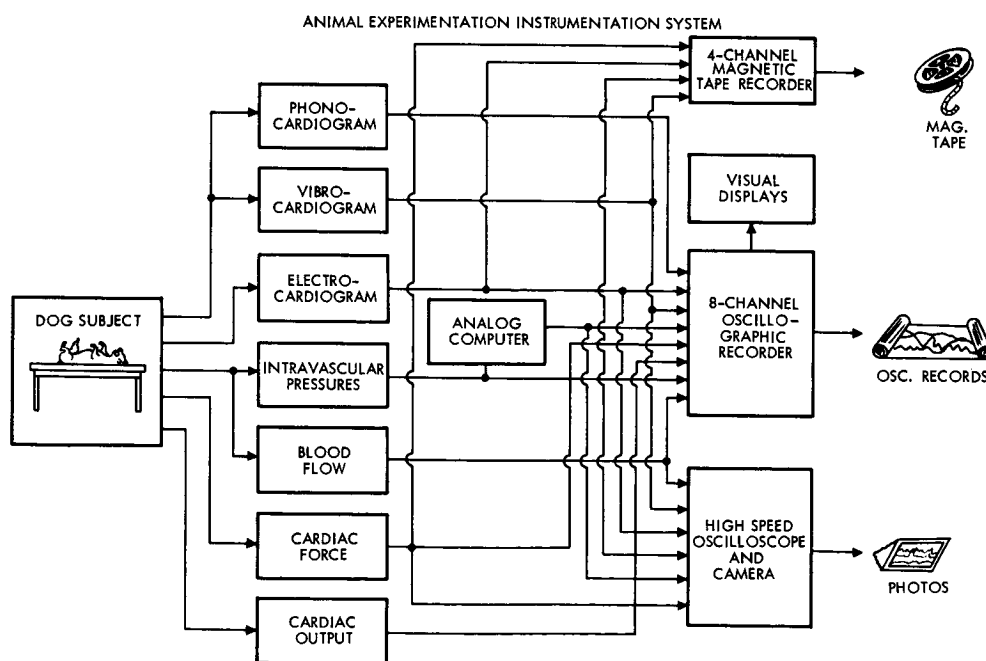 ANIMAL EXPERIMENTATION INSTRUMENTATION SYSTEM
4-CHANNEL
MAGNETIC
TAPE RECORDER
MAG.
TAPE
PHONO-
CARDIOGRAM
VIBRO-
CARDIOGRAM
VISUAL
DISPLAYS
ELECTRO-
CARDIOGRAM
DOG SUBJECT
ANALOG
COMPUTER
8-CHANNEL
OSCILLO-
GRAPHIC
RECORDER
INTRAVASCULAR
PRESSURES
OSC. RECORDS
BLOOD
FLOW
CARDIAC
FORCE
HIGH SPEED
OSCILLOSCOPE
AND
CAMERA
PHOTOS
CARDIAC
OUTPUT